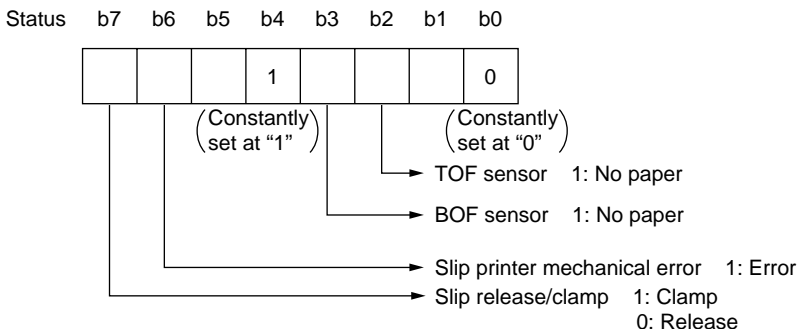 Status b7 b6 b5 b4 b3 b2 b1 b0
1 0
(Constantly set at “1”)
(Constantly set at “0”)
TOF sensor 1: No paper
BOF sensor 1: No paper
Slip printer mechanical error 1: Error
Slip release/clamp 1: Clamp
0: Release